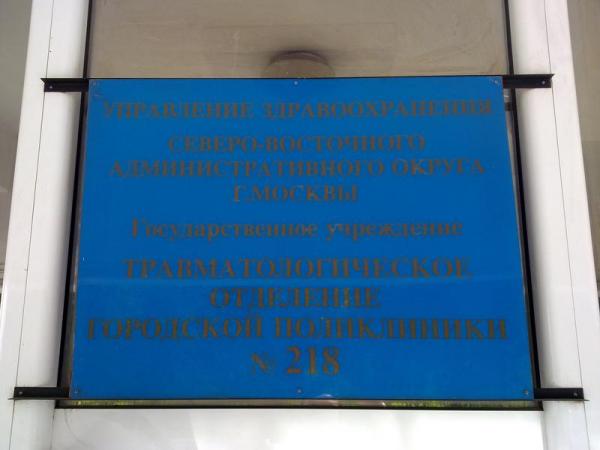 УПРАВЛЕНИЕ ЗДРАВООХРАНЕНИЯ
СЕВЕРО-ВОСТОЧНОГО
АДМИНИСТРАТИВНОГО ОКРУГА
Г.МОСКВЫ
Государственное учреждение:
ТРАВМАТОЛОГИЧЕСКОЕ
ОТДЕЛЕНИЕ
ГОРОДСКОЙ ПОЛИКЛИНИКИ
№ 218